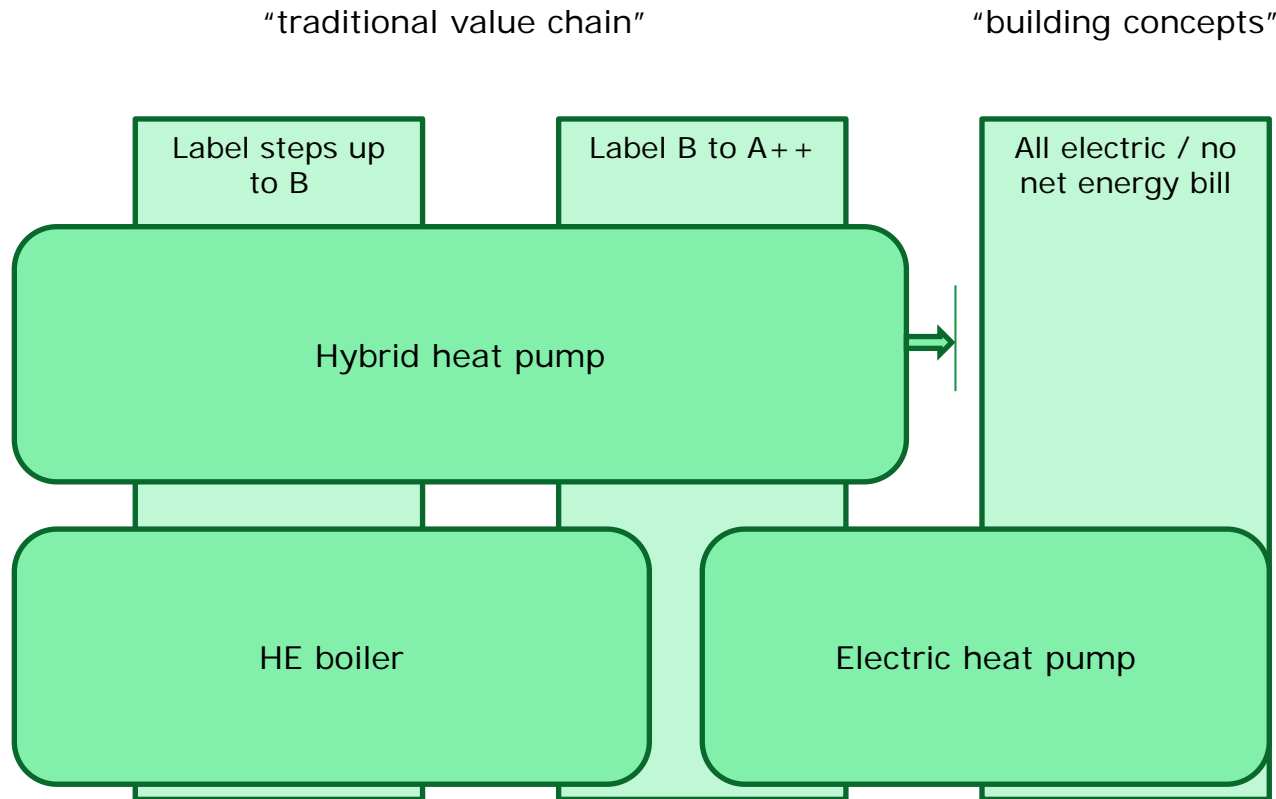 “traditional value chain”
“building concepts”
Label steps up
to B
Label B to A++
All electric / no
net energy bill
Hybrid heat pump
HE boiler
Electric heat pump